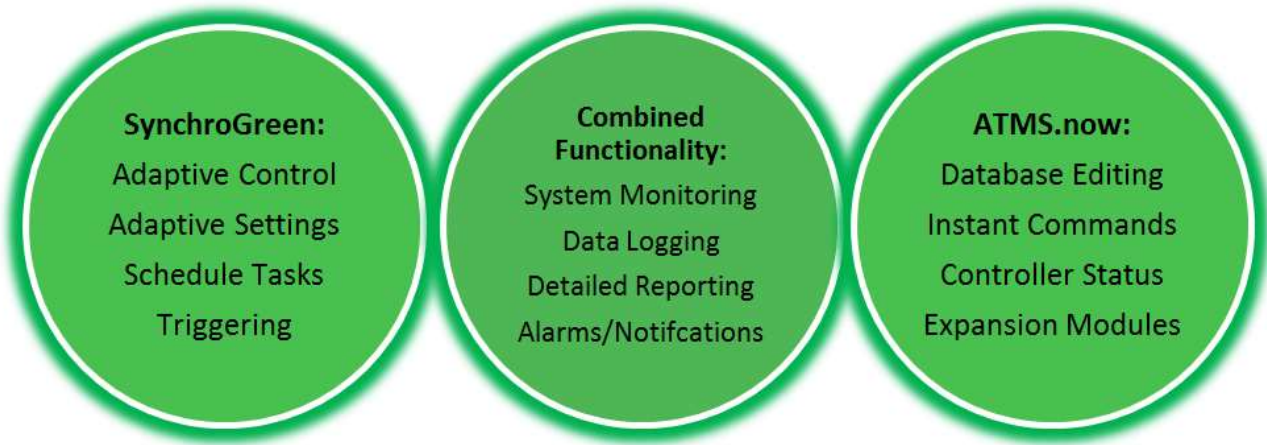 SynchroGreen:
Adaptive Control
Adaptive Settings
Schedule Tasks
Triggering
Combined
Functionality:
System Monitoring
Data Logging
Detailed Reporting
Alarms/Notifcations
ATMS.now:
Database Editing
Instant Commands
Controller Status
Expansion Modules